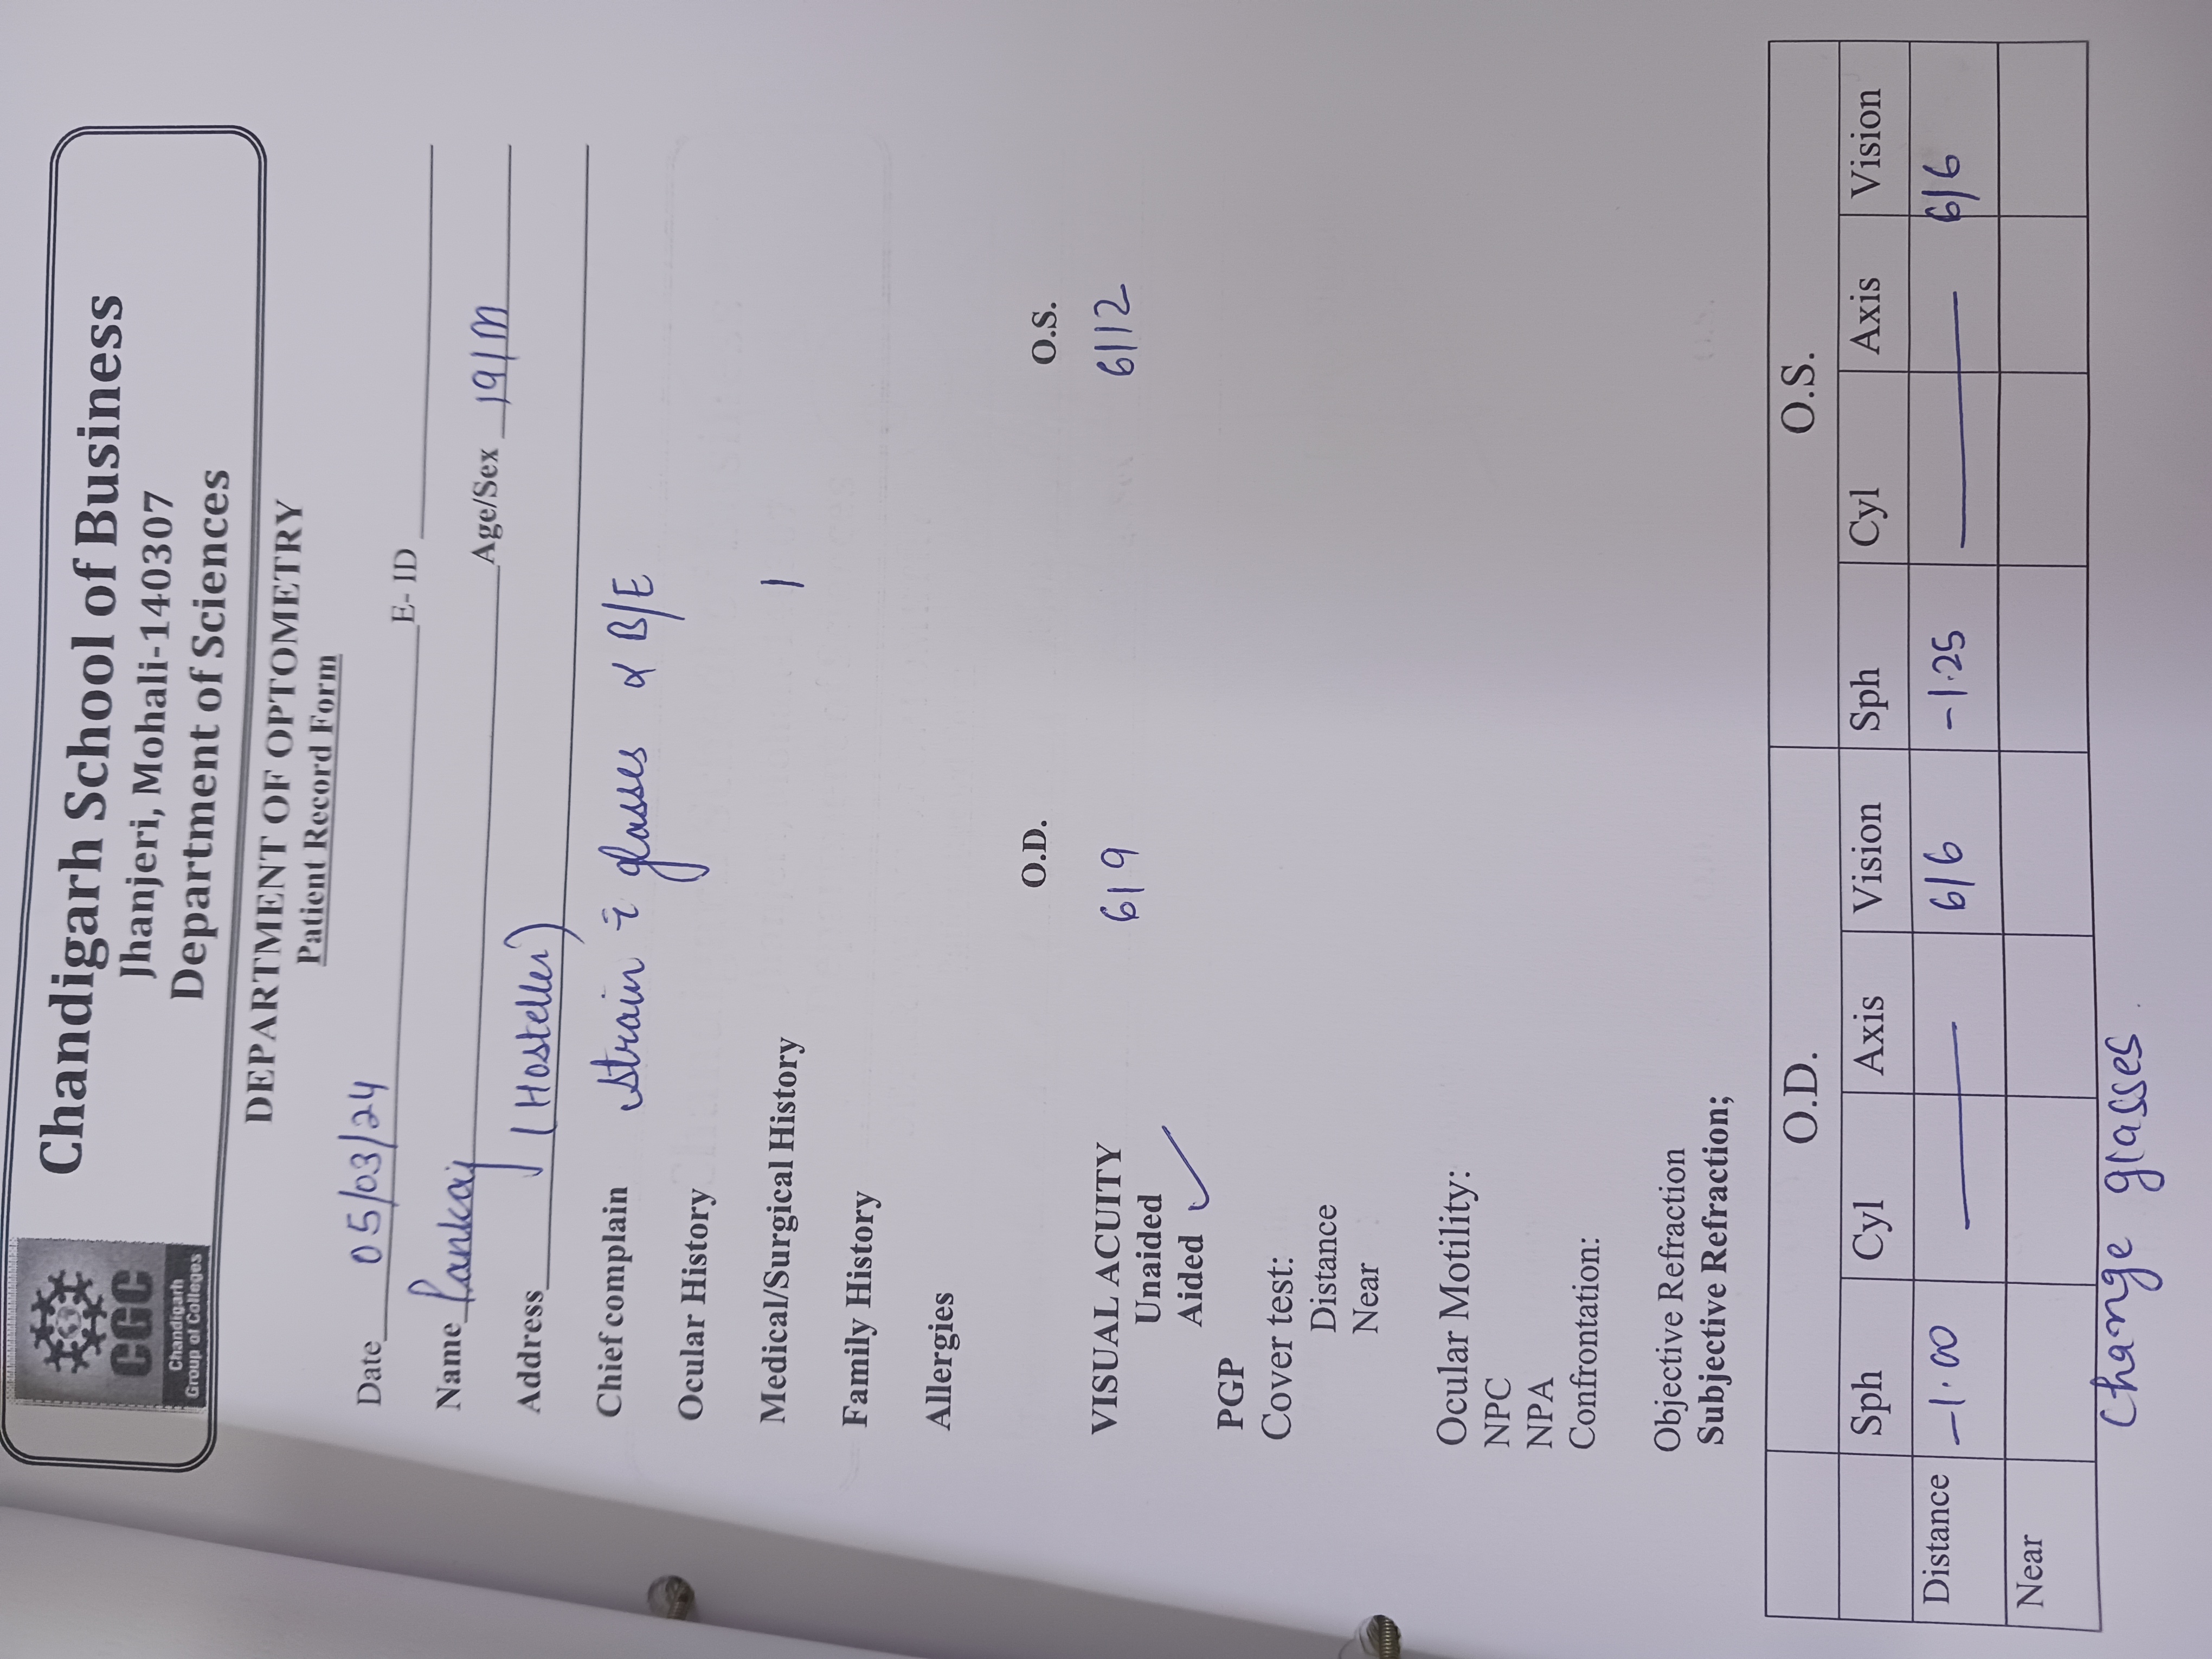 CGC
Chandigarh
Group of Colleges
Chandigarh School of Business
Jhanjeri, Mohali-140307
Department of Sciences
DEPARTMENT OF OPTOMETRY
Patient Record Form
Date 05/03/24 E- ID
Name Pankaj Age/Sex 19/M
Address (Hosteller)
Chief complain strain c̄ glasses B/E
Ocular History
Medical/Surgical History
Family History
Allergies
O.D. O.S.
VISUAL ACUITY 6/9 6/12
Unaided
Aided ✓
PGP
Cover test:
Distance
Near
Ocular Motility:
NPC
NPA
Confrontation:
Objective Refraction
Subjective Refraction;
O.D. O.S.
Sph Cyl Axis Vision Sph Cyl Axis Vision
Distance -1.00 — 6/6 -1.25 — 6/6
Near
Change glasses.